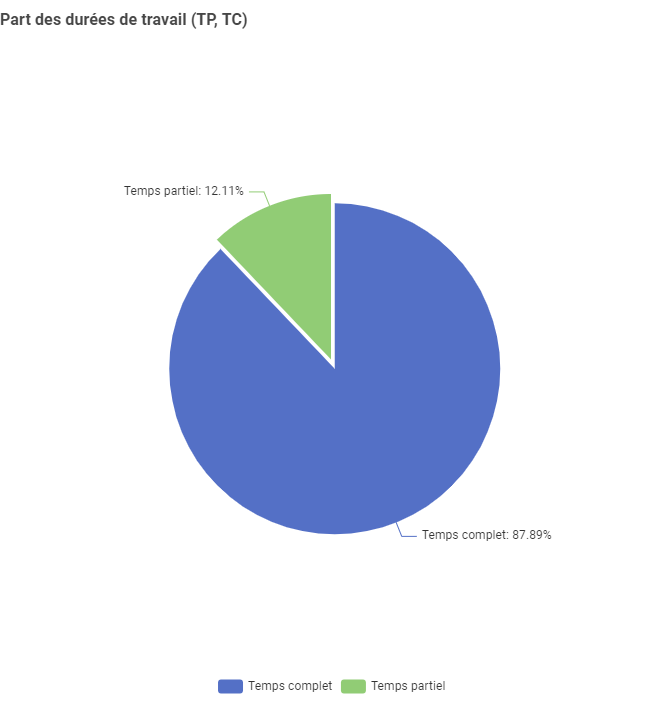 Part des durées de travail (TP, TC)
Temps partiel: 12.11%
Temps complet: 87.89%
Temps complet Temps partiel